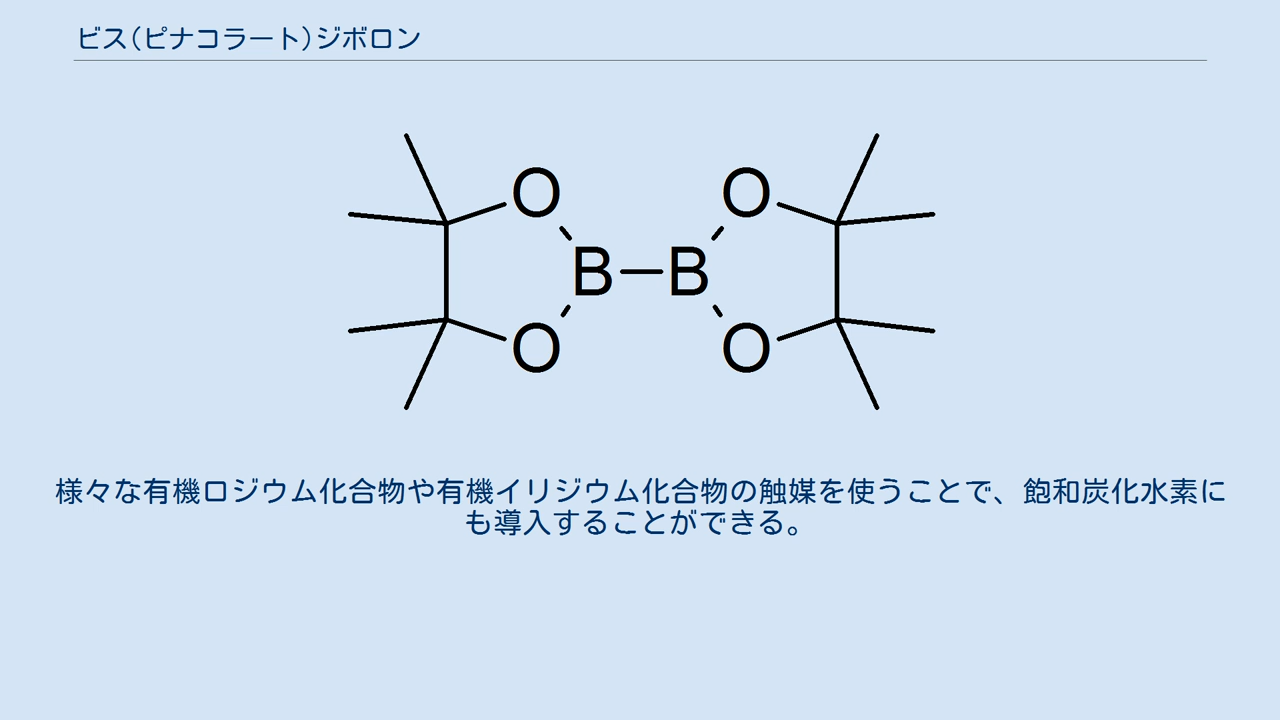 ビス(ピナコラート)ジボロン
O O
B B
O O
様々な有機ロジウム化合物や有機イリジウム化合物の触媒を使うことで、飽和炭化水素に
も導入することができる。